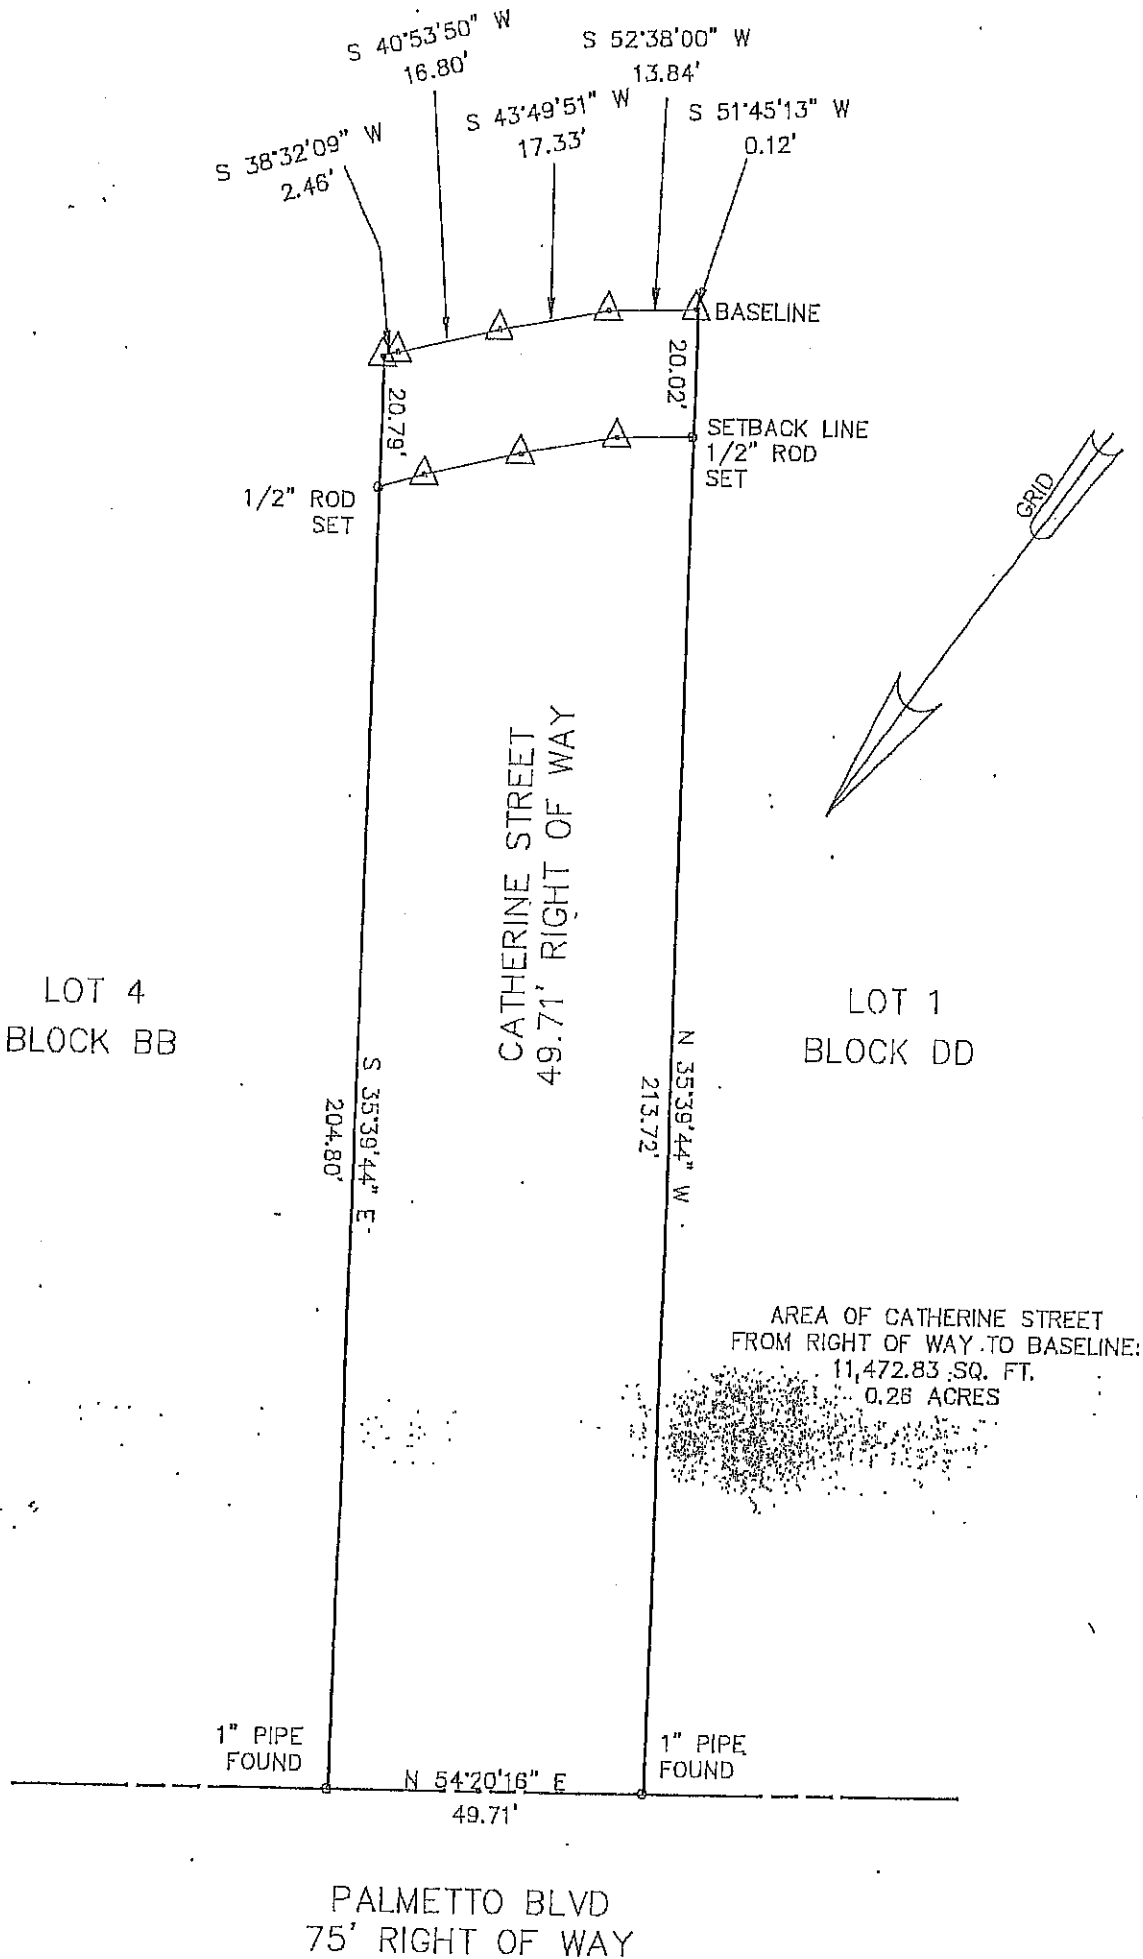 S 40°53'50" W
16.80'
S 52°38'00" W
13.84'
S 43°49'51" W
17.33'
S 51°45'13" W
0.12'
S 38°32'09" W
2.46'
BASELINE
20.79'
20.02'
SETBACK LINE
1/2" ROD
SET
1/2" ROD
SET
GRID
CATHERINE STREET
49.71' RIGHT OF WAY
LOT 4
BLOCK BB
LOT 1
BLOCK DD
S 35°39'44" E
204.80'
N 35°39'44" W
213.72'
AREA OF CATHERINE STREET
FROM RIGHT OF WAY TO BASELINE:
11,472.83 SQ. FT.
0.26 ACRES
1" PIPE
FOUND
1" PIPE
FOUND
N 54°20'16" E
49.71'
PALMETTO BLVD
75' RIGHT OF WAY